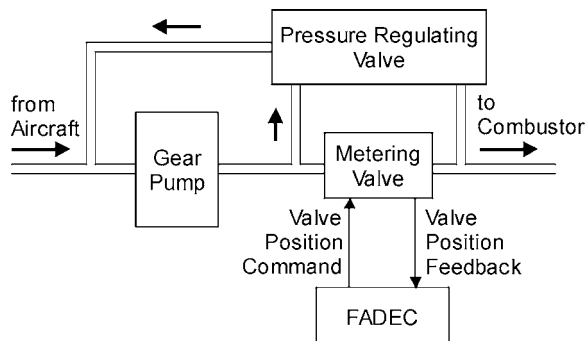 Pressure Regulating
Valve
from
Aircraft
to
Combustor
Gear
Pump
Metering
Valve
Valve
Position
Command
Valve
Position
Feedback
FADEC